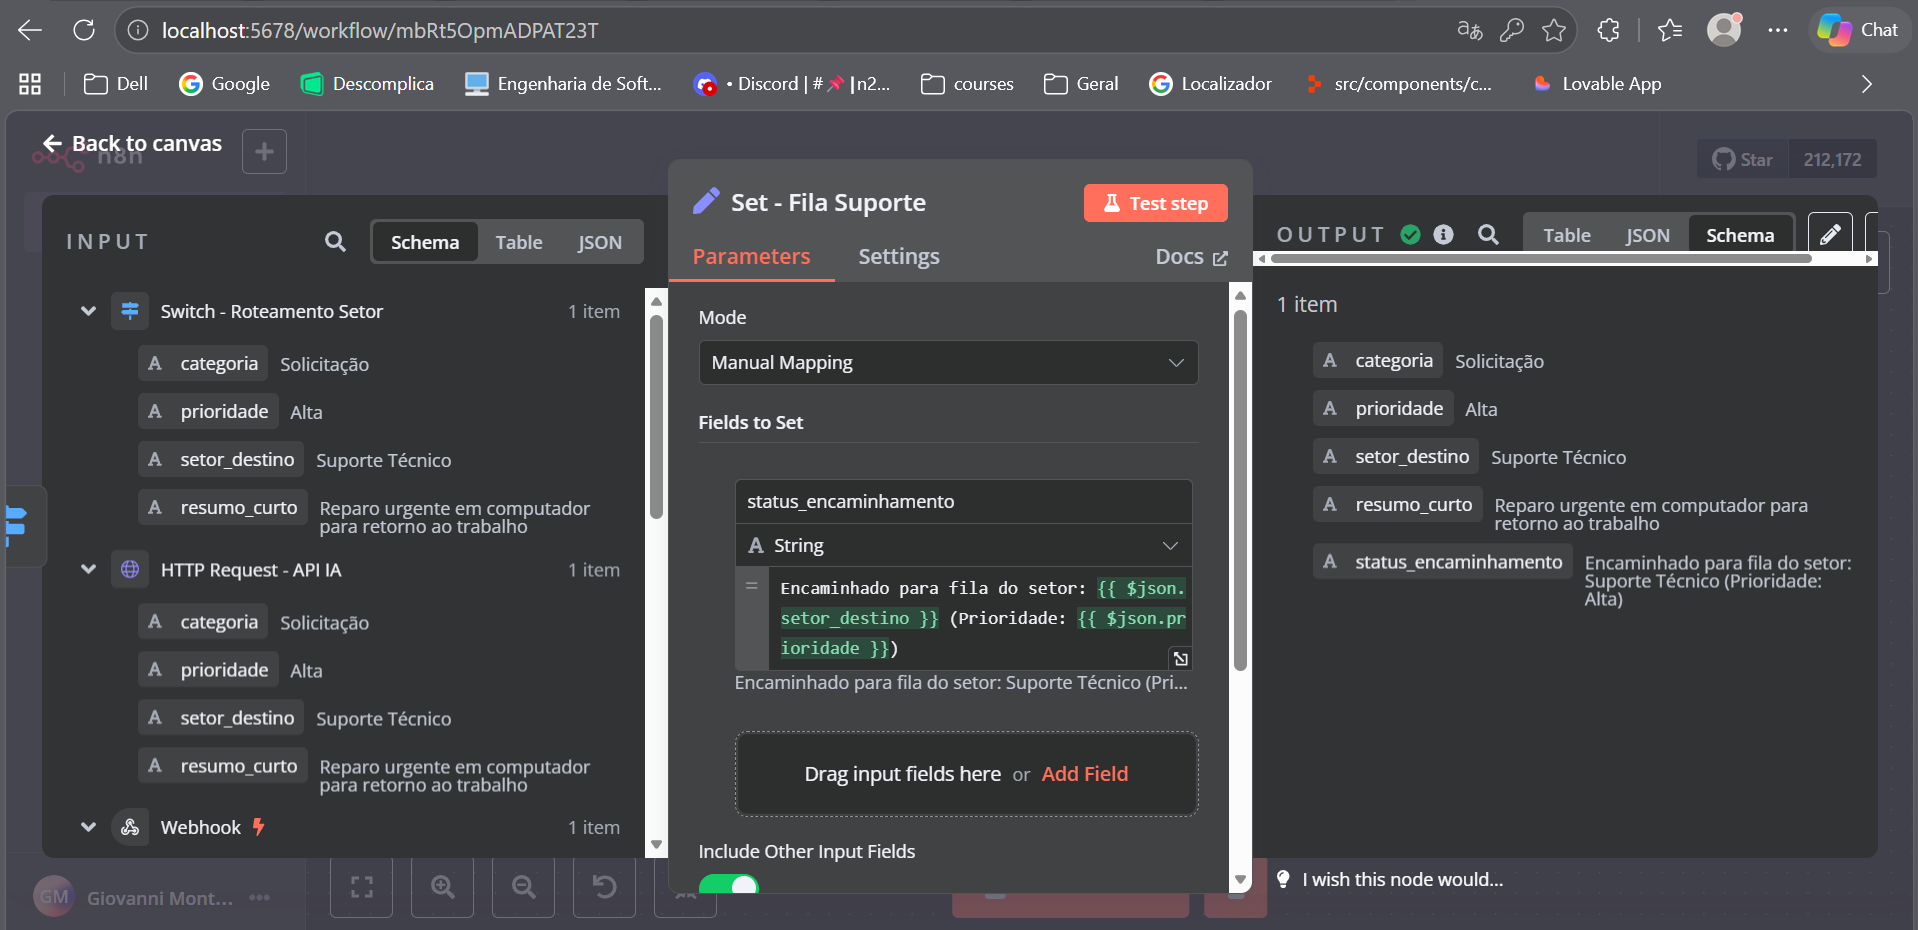 localhost:5678/workflow/mbRt5OpmADPAT23T
Chat
Dell
Google
Descomplica
Engenharia de Soft...
• Discord | #📌|n2...
courses
Geral
Localizador
src/components/c...
Lovable App
Back to canvas
n8n
Star
212,172
INPUT
Schema
Table
JSON
Switch - Roteamento Setor
1 item
categoria
Solicitação
prioridade
Alta
setor_destino
Suporte Técnico
resumo_curto
Reparo urgente em computador
para retorno ao trabalho
HTTP Request - API IA
1 item
categoria
Solicitação
prioridade
Alta
setor_destino
Suporte Técnico
resumo_curto
Reparo urgente em computador
para retorno ao trabalho
Webhook
1 item
Set - Fila Suporte
Test step
Parameters
Settings
Docs
Mode
Manual Mapping
Fields to Set
status_encaminhamento
A String
=
Encaminhado para fila do setor: {{ $json.
setor_destino }} (Prioridade: {{ $json.pr
ioridade }})
Encaminhado para fila do setor: Suporte Técnico (Pri...
Drag input fields here or Add Field
Include Other Input Fields
OUTPUT
Table
JSON
Schema
1 item
A categoria Solicitação
A prioridade Alta
A setor_destino Suporte Técnico
A resumo_curto Reparo urgente em computador para
retorno ao trabalho
A status_encaminhamento Encaminhado para fila do setor:
Suporte Técnico (Prioridade:
Alta)
I wish this node would...
GM
Giovanni Mont...